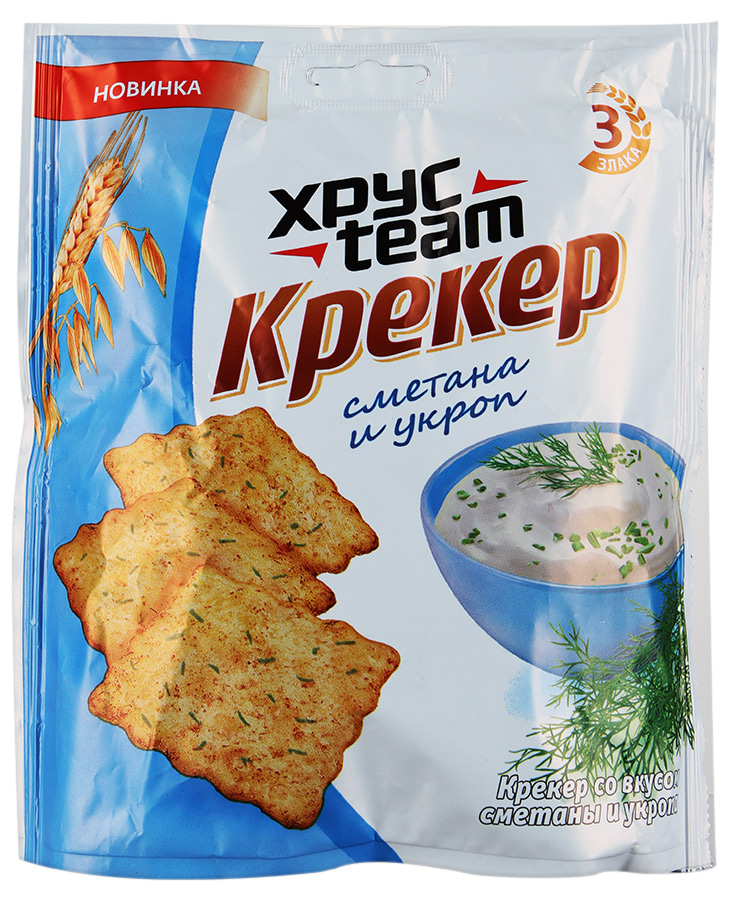 НОВИНКА
3
ЗЛАКА
хрус
team
Крекер
сметана
и укроп
Крекер со вкусом
сметаны и укропа